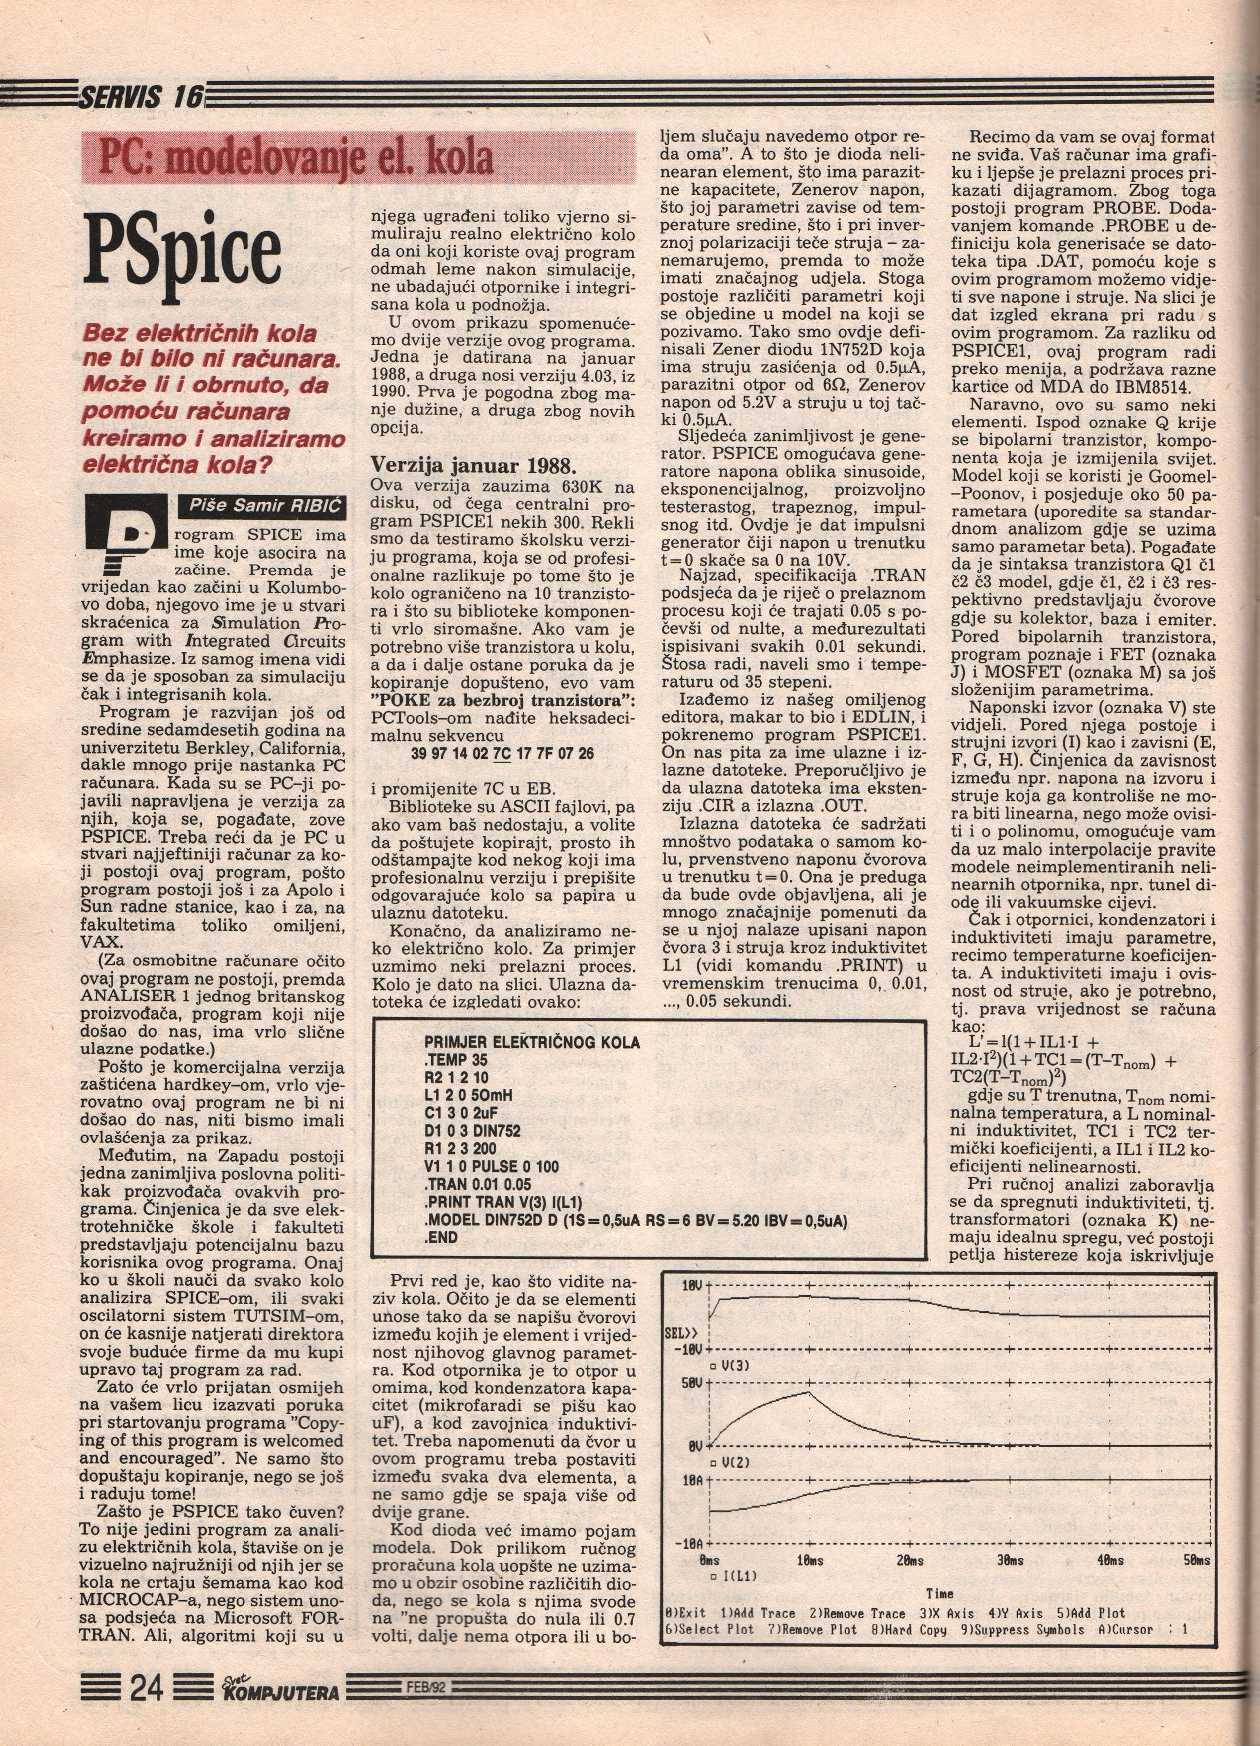 SERVIS 16
PC: modelovanje el. kola
PSpice
Bez električnih kola
ne bi bilo ni računara.
Može li i obrnuto, da
pomoću računara
kreiramo i analiziramo
električna kola?
Piše Samir RIBIĆ
Program SPICE ima
ime koje asocira na
začine. Premda je
vrijedan kao začini u Kolumbo-
vo doba, njegovo ime je u stvari
skraćenica za Simulation Pro-
gram with Integrated Circuits
Emphasize. Iz samog imena vidi
se da je sposoban za simulaciju
čak i integrisanih kola.
Program je razvijan još od
sredine sedamdesetih godina na
univerzitetu Berkley, California,
dakle mnogo prije nastanka PC
računara. Kada su se PC–ji po-
javili napravljena je verzija za
njih, koja se, pogađate, zove
PSPICE. Treba reći da je PC u
stvari najjeftiniji računar za ko-
ji postoji ovaj program, pošto
program postoji još i za Apolo i
Sun radne stanice, kao i za, na
fakultetima toliko omiljeni,
VAX.
(Za osmobitne računare očito
ovaj program ne postoji, premda
ANALISER 1 jednog britanskog
proizvođača, program koji nije
došao do nas, ima vrlo slične
ulazne podatke.)
Pošto je komercijalna verzija
zaštićena hardkey–om, vrlo vje-
rovatno ovaj program ne bi ni
došao do nas, niti bismo imali
ovlašćenja za prikaz.
Međutim, na Zapadu postoji
jedna zanimljiva poslovna politi-
kak proizvođača ovakvih pro-
grama. Činjenica je da sve elek-
trotehničke škole i fakulteti
predstavljaju potencijalnu bazu
korisnika ovog programa. Onaj
ko u školi nauči da svako kolo
analizira SPICE–om, ili svaki
oscilatorni sistem TUTSIM–om,
on će kasnije natjerati direktora
svoje buduće firme da mu kupi
upravo taj program za rad.
Zato će vrlo prijatan osmijeh
na vašem licu izazvati poruka
pri startovanju programa "Copy-
ing of this program is welcomed
and encouraged". Ne samo što
dopuštaju kopiranje, nego se još
i raduju tome!
Zašto je PSPICE tako čuven?
To nije jedini program za anali-
zu električnih kola, štaviše on je
vizuelno najružniji od njih jer se
kola ne crtaju šemama kao kod
MICROCAP–a, nego sistem uno-
sa podsjeća na Microsoft FOR-
TRAN. Ali, algoritmi koji su u
njega ugrađeni toliko vjerno si-
muliraju realno električno kolo
da oni koji koriste ovaj program
odmah leme nakon simulacije,
ne ubadajući otpornike i integri-
sana kola u podnožja.
U ovom prikazu spomenuće-
mo dvije verzije ovog programa.
Jedna je datirana na januar
1988, a druga nosi verziju 4.03, iz
1990. Prva je pogodna zbog ma-
nje dužine, a druga zbog novih
opcija.
Verzija januar 1988.
Ova verzija zauzima 630K na
disku, od čega centralni pro-
gram PSPICE1 nekih 300. Rekli
smo da testiramo školsku verzi-
ju programa, koja se od profesi-
onalne razlikuje po tome što je
kolo ograničeno na 10 tranzisto-
ra i što su biblioteke komponen-
ti vrlo siromašne. Ako vam je
potrebno više tranzistora u kolu,
a da i dalje ostane poruka da je
kopiranje dopušteno, evo vam
"POKE za bezbroj tranzistora":
PCTools–om nađite heksadeci-
malnu sekvencu
39 97 14 02 7C 17 7F 07 26
i promijenite 7C u EB.
Biblioteke su ASCII fajlovi, pa
ako vam baš nedostaju, a volite
da poštujete kopirajt, prosto ih
odštampajte kod nekog koji ima
profesionalnu verziju i prepišite
odgovarajuće kolo sa papira u
ulaznu datoteku.
Konačno, da analiziramo ne-
ko električno kolo. Za primjer
uzmimo neki prelazni proces.
Kolo je dato na slici. Ulazna da-
toteka će izgledati ovako:
PRIMJER ELEKTRIČNOG KOLA
.TEMP 35
R2 1 2 10
L1 2 0 50mH
C1 3 0 2uF
D1 0 3 DIN752
R1 2 3 200
V1 1 0 PULSE 0 100
.TRAN 0.01 0.05
.PRINT TRAN V(3) I(L1)
.MODEL DIN752D D (1S=0,5uA RS=6 BV=5.20 IBV=0,5uA)
.END
Prvi red je, kao što vidite na-
ziv kola. Očito je da se elementi
unose tako da se napišu čvorovi
između kojih je element i vrijed-
nost njihovog glavnog paramet-
ra. Kod otpornika je to otpor u
omima, kod kondenzatora kapa-
citet (mikrofaradi se pišu kao
uF), a kod zavojnica induktivi-
tet. Treba napomenuti da čvor u
ovom programu treba postaviti
između svaka dva elementa, a
ne samo gdje se spaja više od
dvije grane.
Kod dioda već imamo pojam
modela. Dok prilikom ručnog
proračuna kola uopšte ne uzima-
mo u obzir osobine različitih dio-
da, nego se kola s njima svode
na "ne propušta do nula ili 0.7
volti, dalje nema otpora ili u bo-
ljem slučaju navedemo otpor re-
da oma". A to što je dioda neli-
nearan element, što ima parazit-
ne kapacitete, Zenerov napon,
što joj parametri zavise od tem-
perature sredine, što i pri inver-
znoj polarizaciji teče struja – za-
nemarujemo, premda to može
imati značajnog udjela. Stoga
postoje različiti parametri koji
se objedine u model na koji se
pozivamo. Tako smo ovdje defi-
nisali Zener diodu 1N752D koja
ima struju zasićenja od 0.5µA,
parazitni otpor od 6Ω, Zenerov
napon od 5.2V a struju u toj tač-
ki 0.5µA.
Sljedeća zanimljivost je gene-
rator. PSPICE omogućava gene-
ratore napona oblika sinusoide,
eksponencijalnog, proizvoljno
testerastog, trapeznog, impul-
snog itd. Ovdje je dat impulsni
generator čiji napon u trenutku
t=0 skače sa 0 na 10V.
Najzad, specifikacija .TRAN
podsjeća da je riječ o prelaznom
procesu koji će trajati 0.05 s po-
čevši od nulte, a međurezultati
ispisivani svakih 0.01 sekundi.
Štosa radi, naveli smo i tempe-
raturu od 35 stepeni.
Izađemo iz našeg omiljenog
editora, makar to bio i EDLIN, i
pokrenemo program PSPICE1.
On nas pita za ime ulazne i iz-
lazne datoteke. Preporučljivo je
da ulazna datoteka ima eksten-
ziju .CIR a izlazna .OUT.
Izlazna datoteka će sadržati
mnoštvo podataka o samom ko-
lu, prvenstveno naponu čvorova
u trenutku t=0. Ona je preduga
da bude ovde objavljena, ali je
mnogo značajnije pomenuti da
se u njoj nalaze upisani napon
čvora 3 i struja kroz induktivitet
L1 (vidi komandu .PRINT) u
vremenskim trenucima 0, 0.01,
..., 0.05 sekundi.
Recimo da vam se ovaj format
ne sviđa. Vaš računar ima grafi-
ku i ljepše je prelazni proces pri-
kazati dijagramom. Zbog toga
postoji program PROBE. Doda-
vanjem komande .PROBE u de-
finiciju kola generisaće se dato-
teka tipa .DAT, pomoću koje s
ovim programom možemo vidje-
ti sve napone i struje. Na slici je
dat izgled ekrana pri radu s
ovim programom. Za razliku od
PSPICE1, ovaj program radi
preko menija, a podržava razne
kartice od MDA do IBM8514.
Naravno, ovo su samo neki
elementi. Ispod oznake Q krije
se bipolarni tranzistor, kompo-
nenta koja je izmijenila svijet.
Model koji se koristi je Goomel-
–Poonov, i posjeduje oko 50 pa-
rametara (uporedite sa standar-
dnom analizom gdje se uzima
samo parametar beta). Pogađate
da je sintaksa tranzistora Q1 č1
č2 č3 model, gdje č1, č2 i č3 res-
pektivno predstavljaju čvorove
gdje su kolektor, baza i emiter.
Pored bipolarnih tranzistora,
program poznaje i FET (oznaka
J) i MOSFET (oznaka M) sa još
složenijim parametrima.
Naponski izvor (oznaka V) ste
vidjeli. Pored njega postoje i
strujni izvori (I) kao i zavisni (E,
F, G, H). Činjenica da zavisnost
između npr. napona na izvoru i
struje koja ga kontroliše ne mo-
ra biti linearna, nego može ovisi-
ti i o polinomu, omogućuje vam
da uz malo interpolacije pravite
modele neimplementiranih neli-
nearnih otpornika, npr. tunel di-
ode ili vakuumske cijevi.
Čak i otpornici, kondenzatori i
induktiviteti imaju parametre,
recimo temperaturne koeficijen-
ta. A induktiviteti imaju i ovis-
nost od struje, ako je potrebno,
tj. prava vrijednost se računa
kao:
L'=l(1+IL1·I +
IL2·I²)(1+TC1=(T–Tnom) +
TC2(T–Tnom)²)
gdje su T trenutna, Tnom nomi-
nalna temperatura, a L nominal-
ni induktivitet, TC1 i TC2 ter-
mički koeficijenti, a IL1 i IL2 ko-
eficijenti nelinearnosti.
Pri ručnoj analizi zaboravlja
se da spregnuti induktiviteti, tj.
transformatori (oznaka K) ne-
maju idealnu spregu, već postoji
petlja histereze koja iskrivljuje
10V
SEL>>
-10V
V(3)
50V
0V
V(2)
10A
-10A
0ms 10ms 20ms 30ms 40ms 50ms
I(L1)
Time
0)Exit 1)Add Trace 2)Remove Trace 3)X Axis 4)Y Axis 5)Add Plot
6)Select Plot 7)Remove Plot 8)Hard Copy 9)Suppress Symbols A)Cursor : 1
24 Svet KOMPJUTERA FEB/92